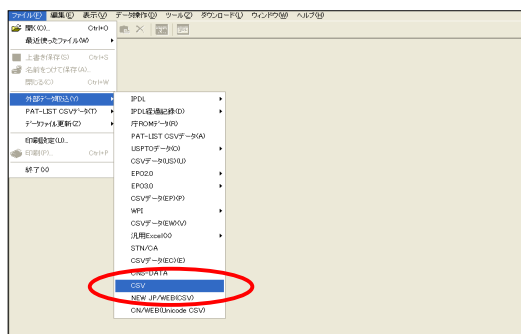 ファイル(F) 編集(E) 表示(V) データ操作(D) ツール(Z) ダウンロード(L) ウィンドウ(W) ヘルプ(H)
開く(O)... Ctrl+O
最近使ったファイル(W)
上書き保存(S) Ctrl+S
名前をつけて保存(A)...
閉じる(C) Ctrl+W
外部データ取込(Y)
PAT-LIST CSVデータ(T)
データファイル更新(Z)
印刷設定(U)...
印刷(P)... Ctrl+P
終了(X)
IPDL
IPDL経過記録(D)
庁ROMデータ(R)
PAT-LIST CSVデータ(A)
USPTOデータ(O)
CSVデータ(US)(U)
EPO2.0
EPO3.0
CSVデータ(EP)(P)
WPI
CSVデータ(EW)(V)
汎用Excel(X)
STN/CA
CSVデータ(EC)(E)
CNS-DATA
CSV
NEW JP/WEB(CSV)
CN/WEB(Unicode CSV)